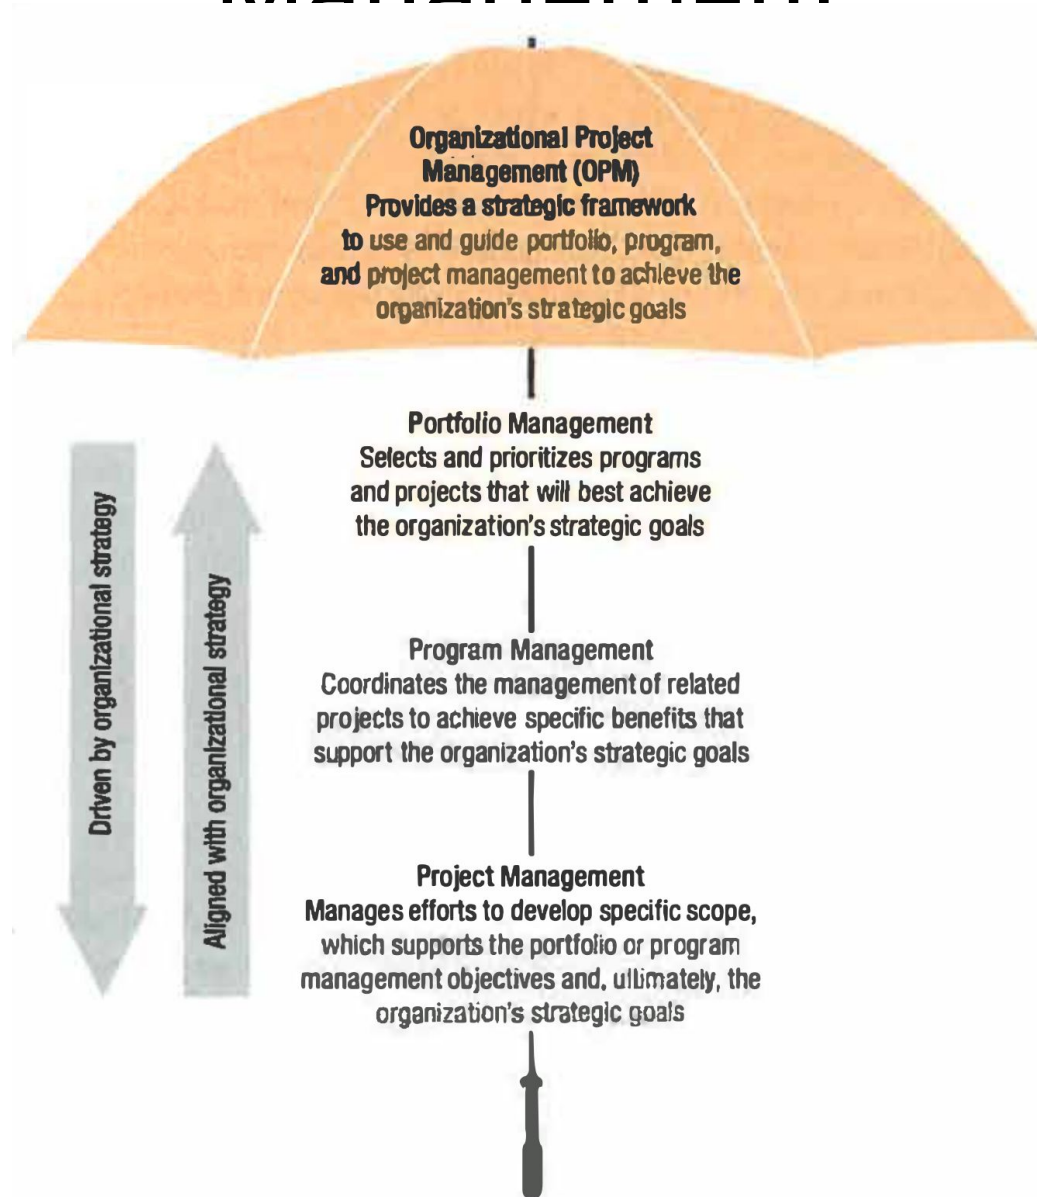 Organizational Project
Management (OPM)
Provides a strategic framework
to use and guide portfolio, program,
and project management to achieve the
organization's strategic goals
Portfolio Management
Selects and prioritizes programs
and projects that will best achieve
the organization's strategic goals
Program Management
Coordinates the management of related
projects to achieve specific benefits that
support the organization's strategic goals
Project Management
Manages efforts to develop specific scope,
which supports the portfolio or program
management objectives and, ultimately, the
organization's strategic goals
Driven by organizational strategy
Aligned with organizational strategy